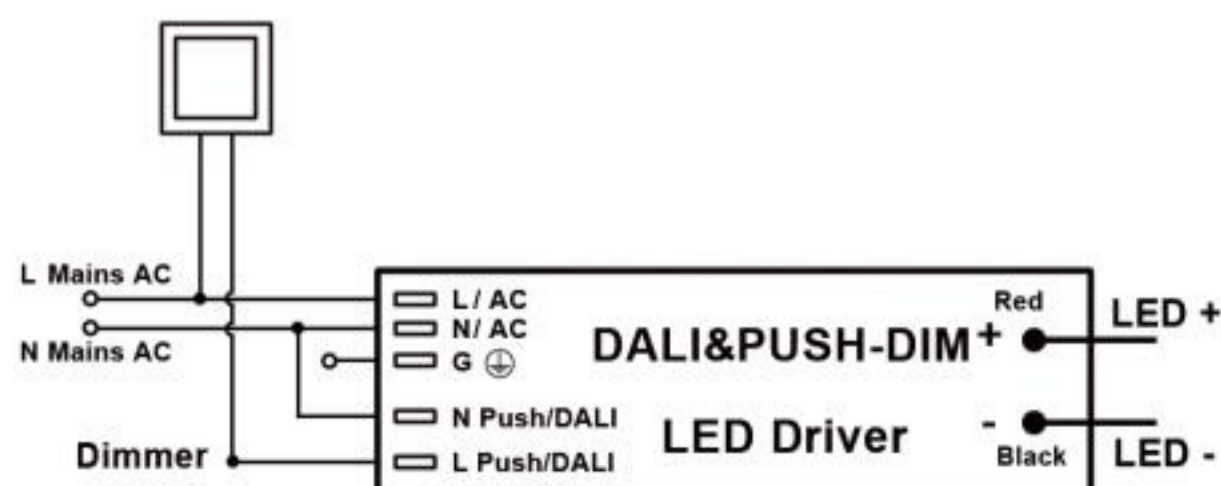 L Mains AC
N Mains AC
Dimmer
L / AC
N/ AC
G
N Push/DALI
L Push/DALI
DALI&PUSH-DIM
LED Driver
Red
+
-
Black
LED +
LED -